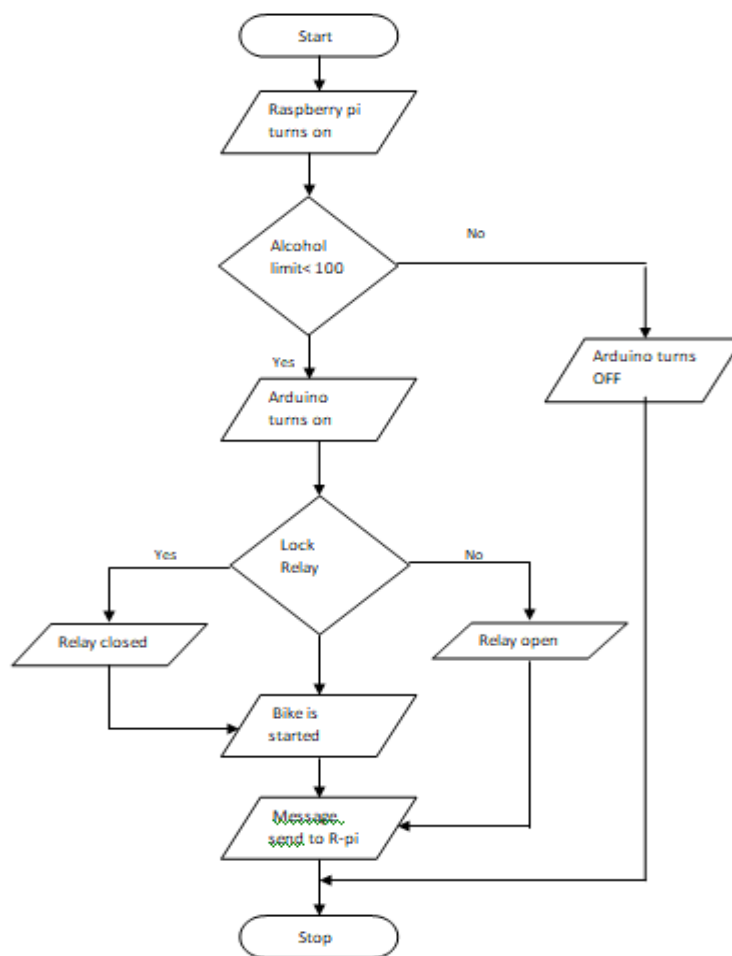 Start
Raspberry pi
turns on
Alcohol
limit< 100
No
Yes
Arduino turns
OFF
Arduino
turns on
Lock
Relay
Yes
No
Relay closed
Relay open
Bike is
started
Message
send to R-pi
Stop